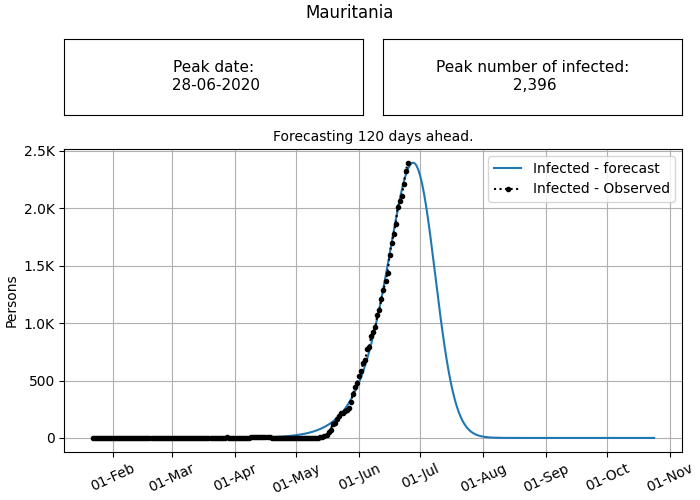 Mauritania
Peak date:
28-06-2020
Peak number of infected:
2,396
Forecasting 120 days ahead.
2.5K
2.0K
1.5K
1.0K
500
0
Persons
Infected - forecast
Infected - Observed
01-Feb
01-Mar
01-Apr
01-May
01-Jun
01-Jul
01-Aug
01-Sep
01-Oct
01-Nov